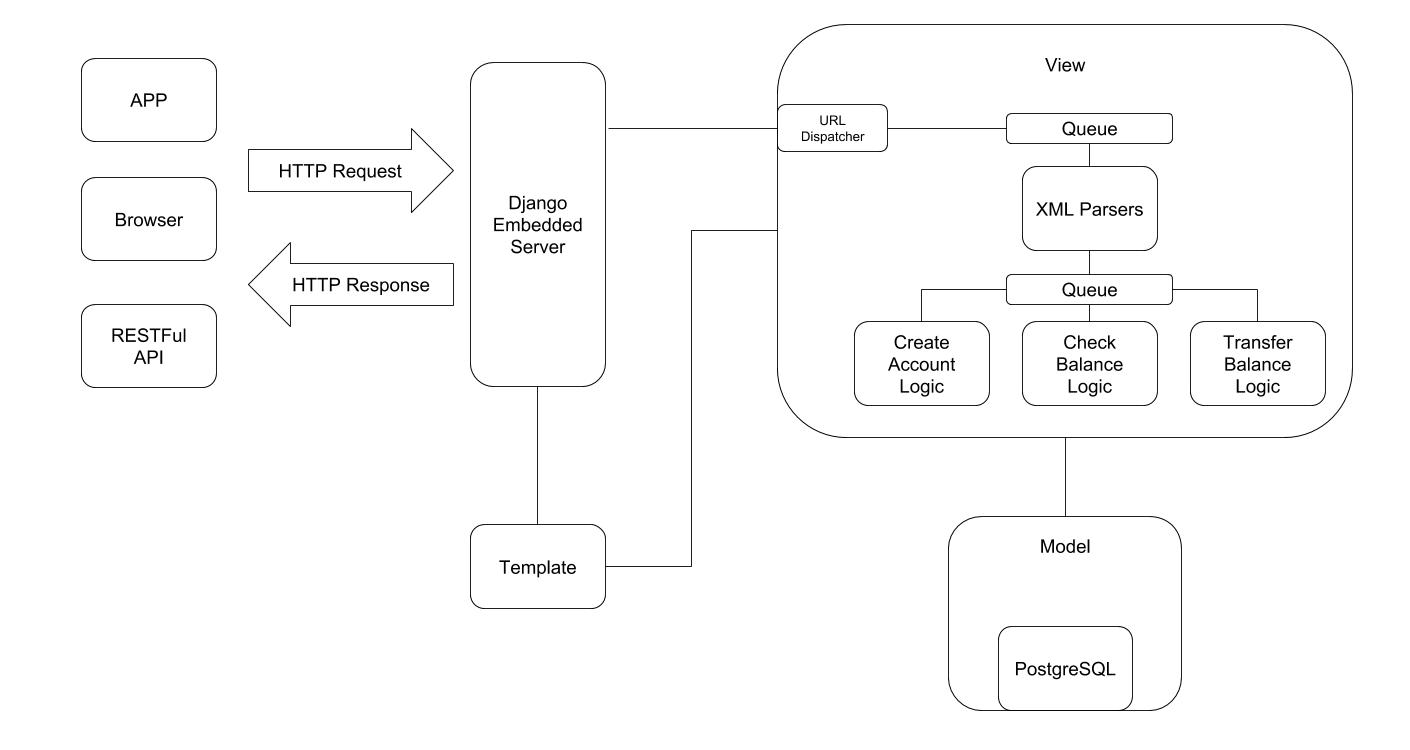 APP
Browser
RESTFul
API
HTTP Request
HTTP Response
Django
Embedded
Server
Template
View
URL
Dispatcher
Queue
XML Parsers
Queue
Create
Account
Logic
Check
Balance
Logic
Transfer
Balance
Logic
Model
PostgreSQL